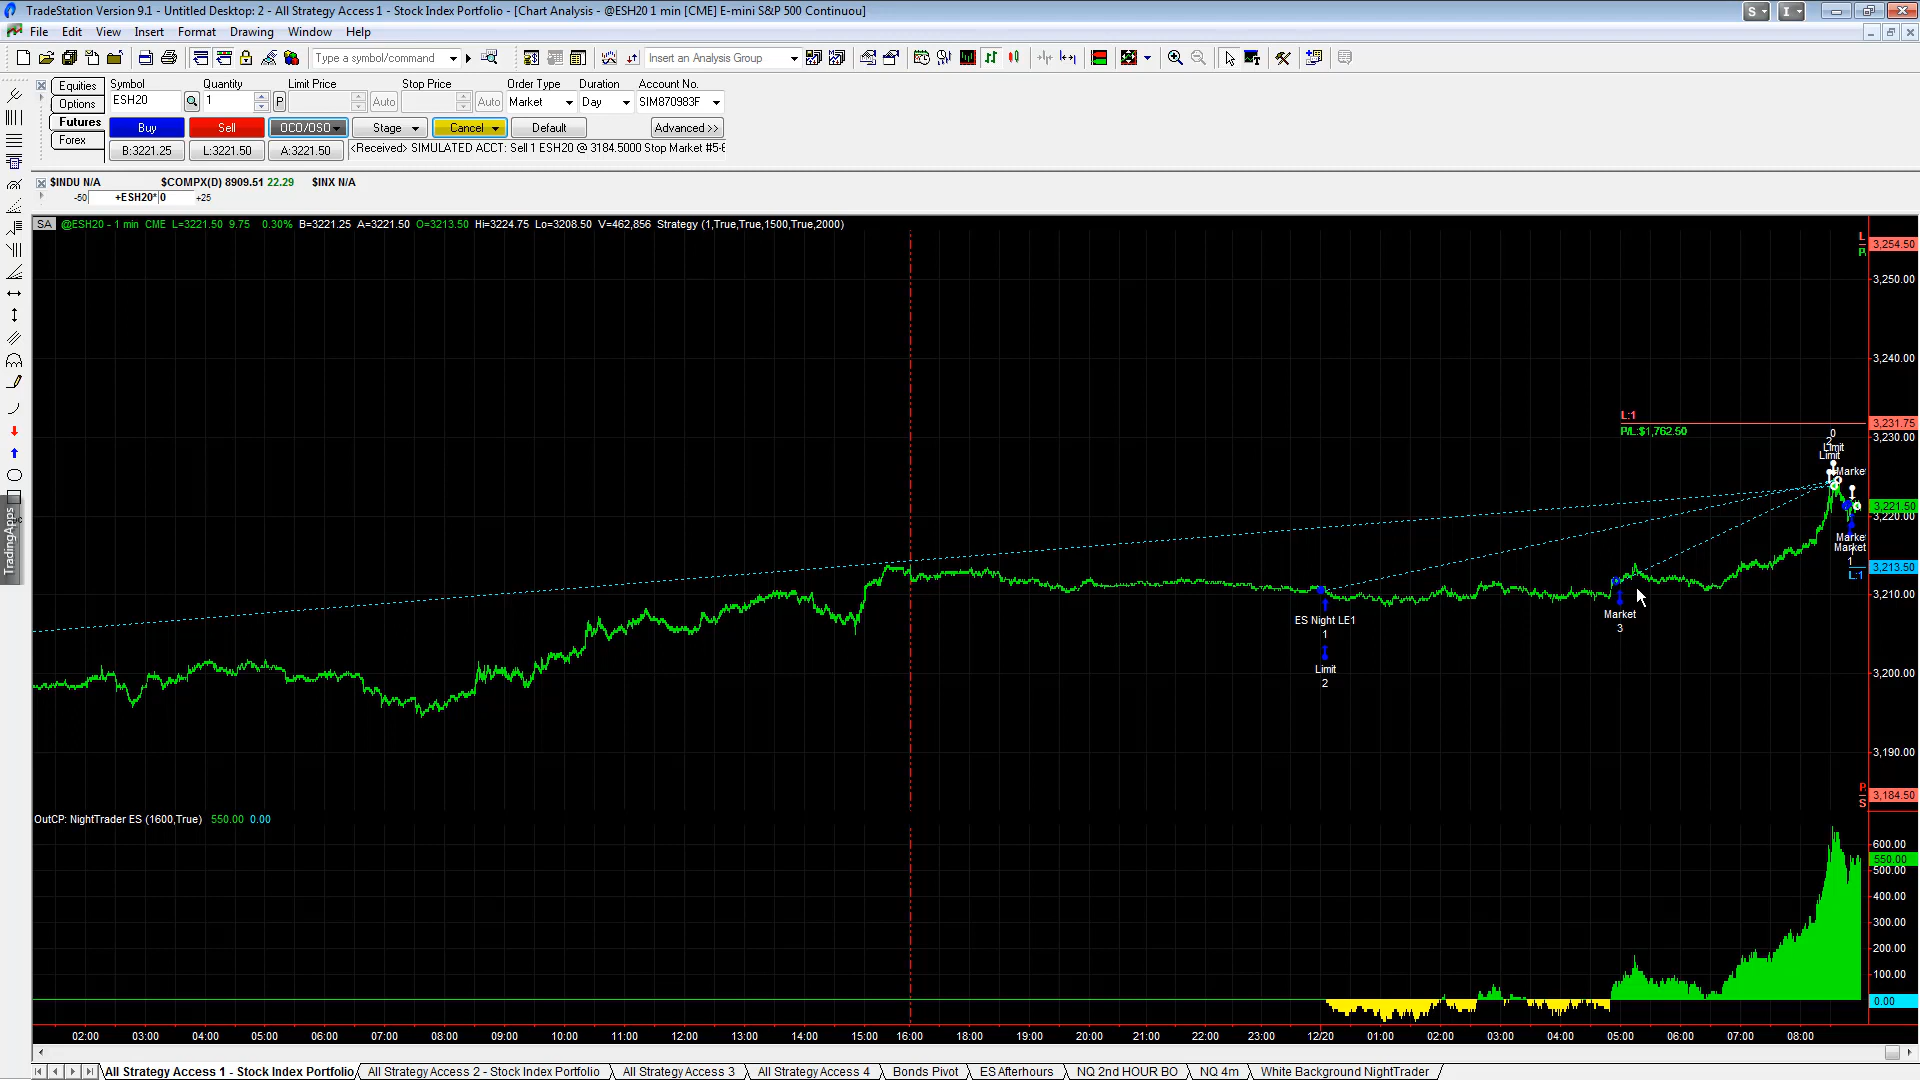 TradeStation Version 9.1 - Untitled Desktop: 2 - All Strategy Access 1 - Stock Index Portfolio - [Chart Analysis - @ESH20 1 min [CME] E-mini S&P 500 Continuou]
S I
File Edit View Insert Format Drawing Window Help
Type a symbol/command Insert an Analysis Group
Equities Symbol Quantity Limit Price Stop Price Order Type Duration Account No.
Options ESH20 1 P Auto Auto Market Day SIM870983F
Futures Buy Sell OCO/OSO Stage Cancel Default Advanced >>
Forex B:3221.25 L:3221.50 A:3221.50 <Received> SIMULATED ACCT: Sell 1 ESH20 @ 3184.5000 Stop Market #5-
$INDU N/A $COMPX(D) 8909.51 22.29 $INX N/A
-50 +ESH20* 0 +25
SA @ESH20 - 1 min CME L=3221.50 9.75 0.30% B=3221.25 A=3221.50 O=3213.50 Hi=3224.75 Lo=3208.50 V=462,856 Strategy (1,True,True,1500,True,2000)
L
3,254.50
P
3,250.00
3,240.00
L:1
3,231.75
P/L:$1,762.50
0
3,230.00
2
Limit
Limit
Market
3,221.50
3,220.00
Market
Market
1
3,213.50
L:1
3,210.00
ES Night LE1
1
Market
3
Limit
2
3,200.00
3,190.00
P
3,184.50
S
OutCP: NightTrader ES (1600,True) 550.00 0.00
600.00
550.00
500.00
400.00
300.00
200.00
100.00
0.00
02:00 03:00 04:00 05:00 06:00 07:00 08:00 09:00 10:00 11:00 12:00 13:00 14:00 15:00 16:00 18:00 19:00 20:00 21:00 22:00 23:00 12/20 01:00 02:00 03:00 04:00 05:00 06:00 07:00 08:00
TradingApps
All Strategy Access 1 - Stock Index Portfolio All Strategy Access 2 - Stock Index Portfolio All Strategy Access 3 All Strategy Access 4 Bonds Pivot ES Afterhours NQ 2nd HOUR BO NQ 4m White Background NightTrader